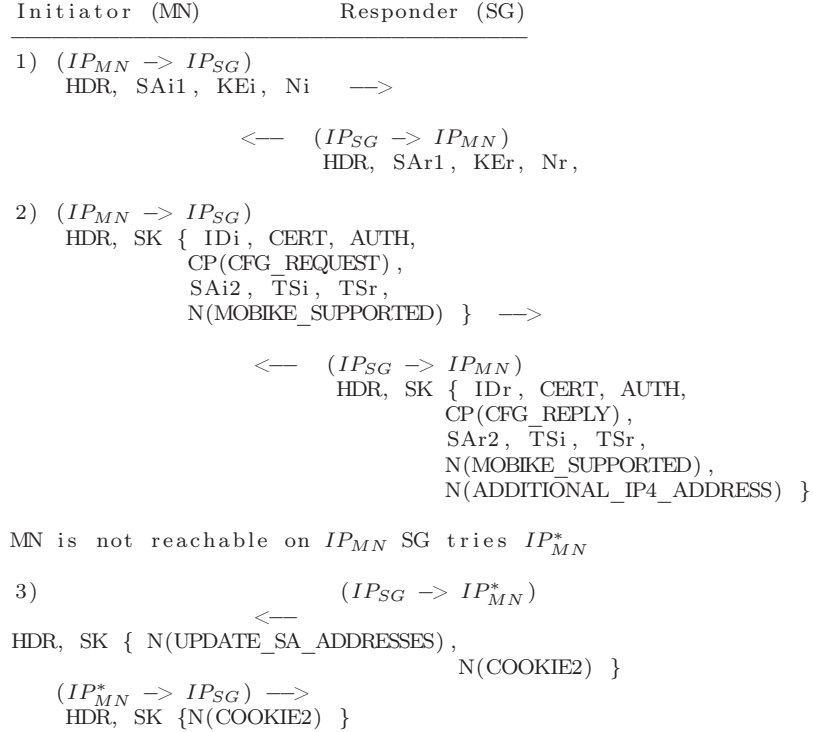 Initiator (MN) Responder (SG)
1) (IP_MN -> IP_SG)
HDR, SAi1, KEi, Ni -->
<-- (IP_SG -> IP_MN)
HDR, SAr1, KEr, Nr,
2) (IP_MN -> IP_SG)
HDR, SK { IDi, CERT, AUTH,
CP(CFG_REQUEST),
SAi2, TSi, TSr,
N(MOBIKE_SUPPORTED) } -->
<-- (IP_SG -> IP_MN)
HDR, SK { IDr, CERT, AUTH,
CP(CFG_REPLY),
SAr2, TSi, TSr,
N(MOBIKE_SUPPORTED),
N(ADDITIONAL_IP4_ADDRESS) }
MN is not reachable on IP_MN SG tries IP*_MN
3) (IP_SG -> IP*_MN)
<--
HDR, SK { N(UPDATE_SA_ADDRESSES),
N(COOKIE2) }
(IP*_MN -> IP_SG) -->
HDR, SK {N(COOKIE2) }